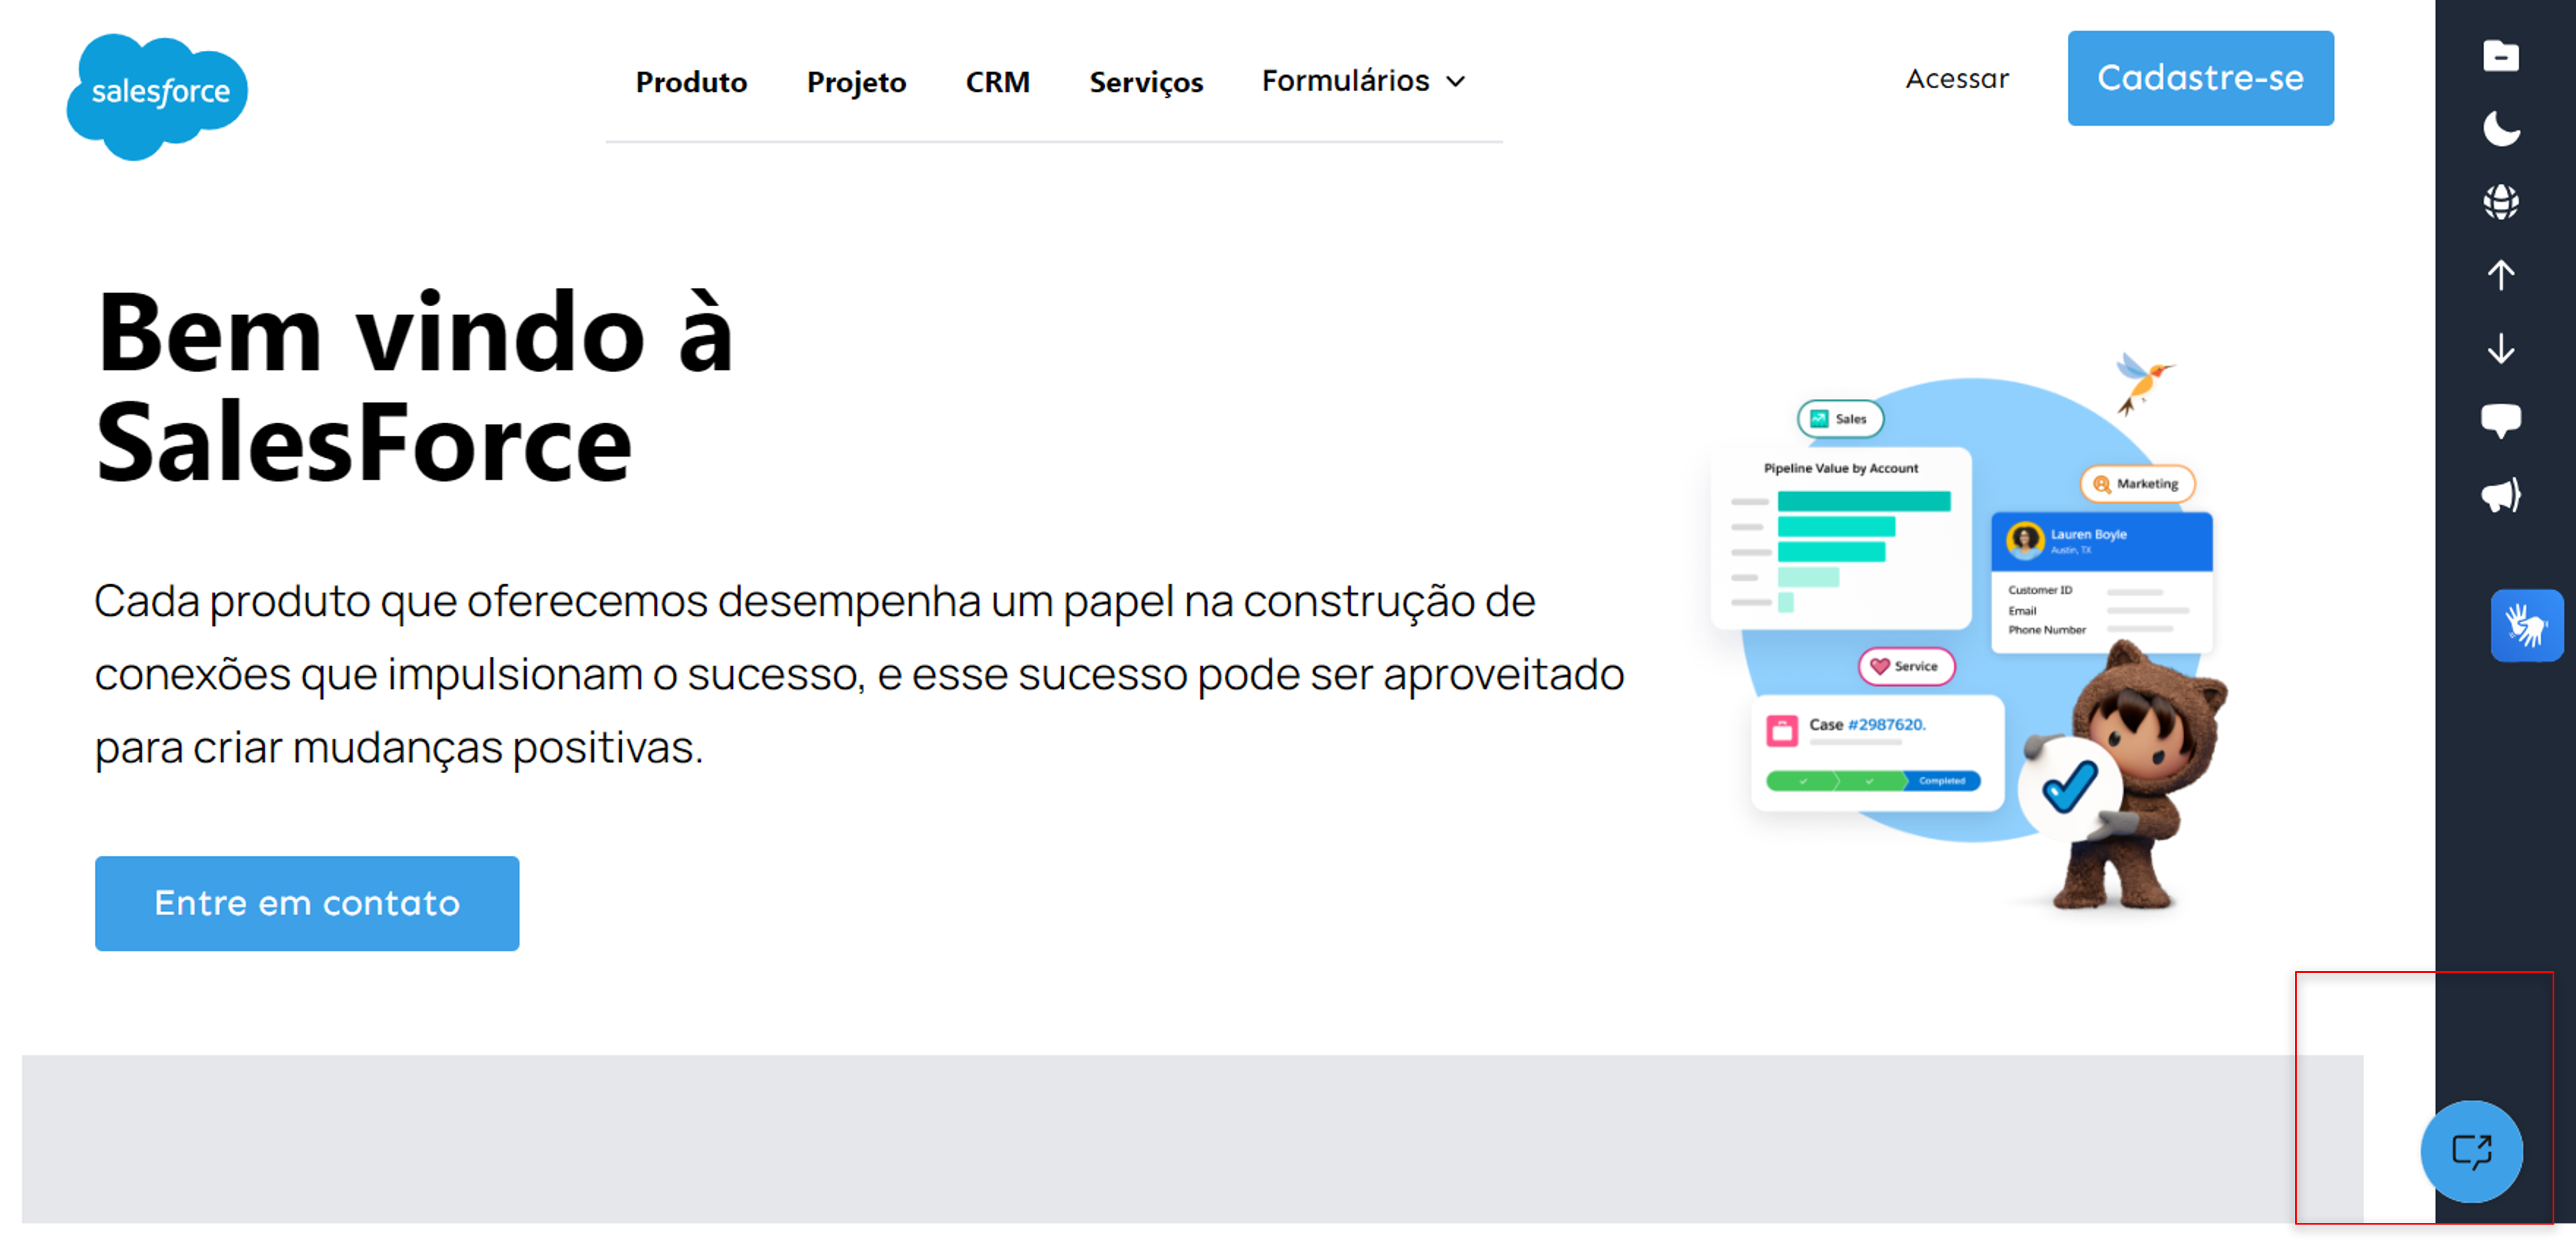 salesforce
Produto
Projeto
CRM
Serviços
Formulários
Acessar
Cadastre-se
Bem vindo à
SalesForce
Cada produto que oferecemos desempenha um papel na construção de
conexões que impulsionam o sucesso, e esse sucesso pode ser aproveitado
para criar mudanças positivas.
Entre em contato
Sales
Pipeline Value by Account
Marketing
Lauren Boyle
Austin, TX
Customer ID
Email
Phone Number
Service
Case #2987620.
Completed